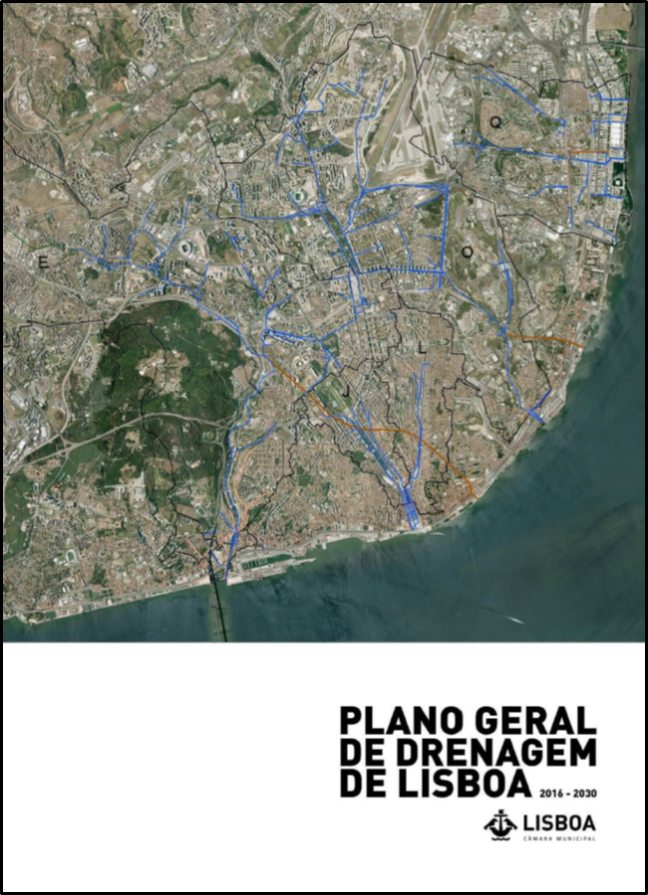 Q
E
O
L
J
PLANO GERAL
DE DRENAGEM
DE LISBOA 2016 - 2030
LISBOA
CÂMARA MUNICIPAL